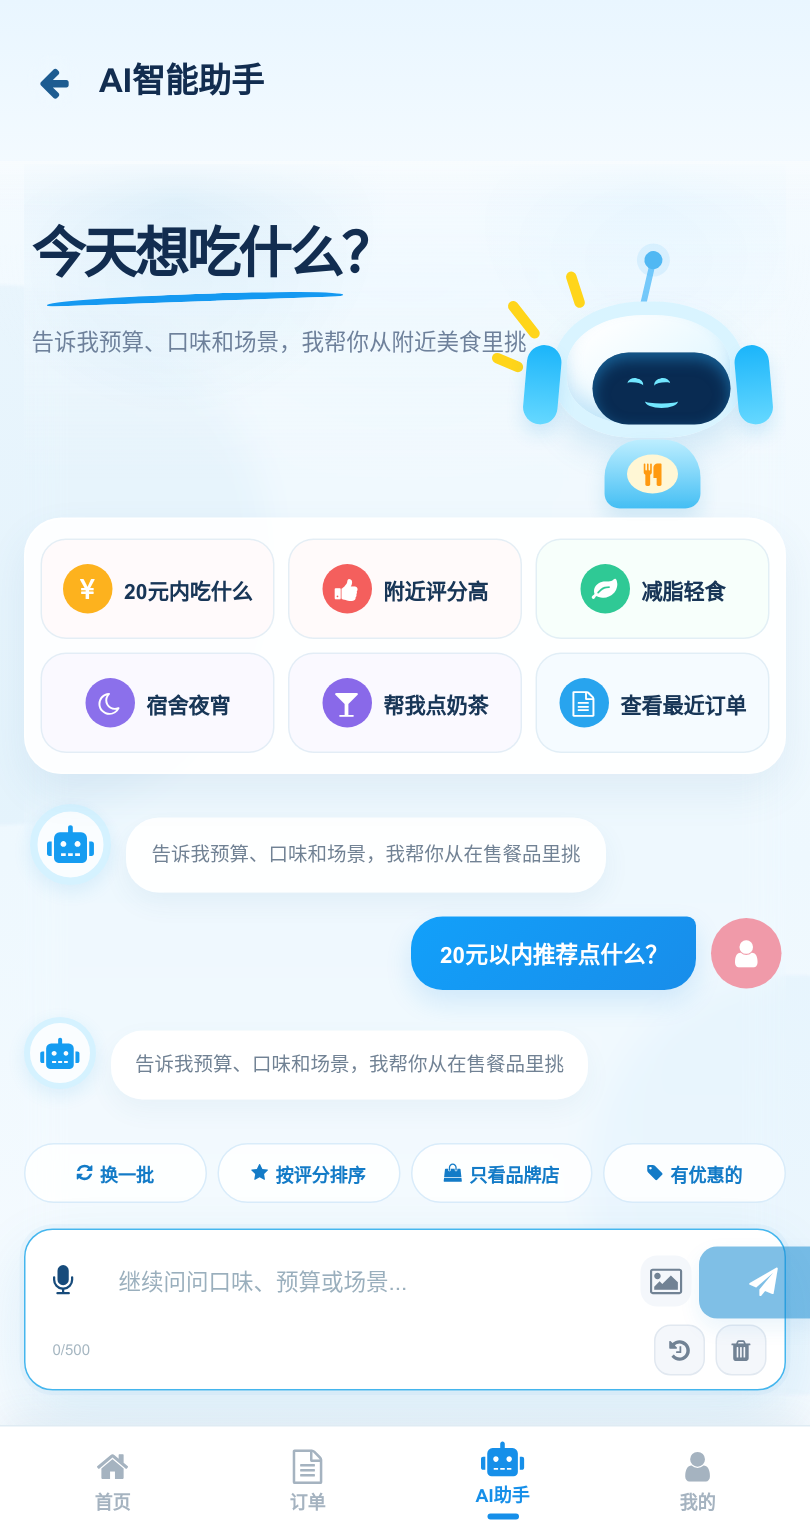 AI智能助手
今天想吃什么?
告诉我预算、口味和场景，我帮你从附近美食里挑
¥ 20元内吃什么
附近评分高
减脂轻食
宿舍夜宵
帮我点奶茶
查看最近订单
告诉我预算、口味和场景，我帮你从在售餐品里挑
20元以内推荐点什么?
告诉我预算、口味和场景，我帮你从在售餐品里挑
换一批
按评分排序
只看品牌店
有优惠的
继续问问口味、预算或场景...
0/500
首页
订单
AI助手
我的